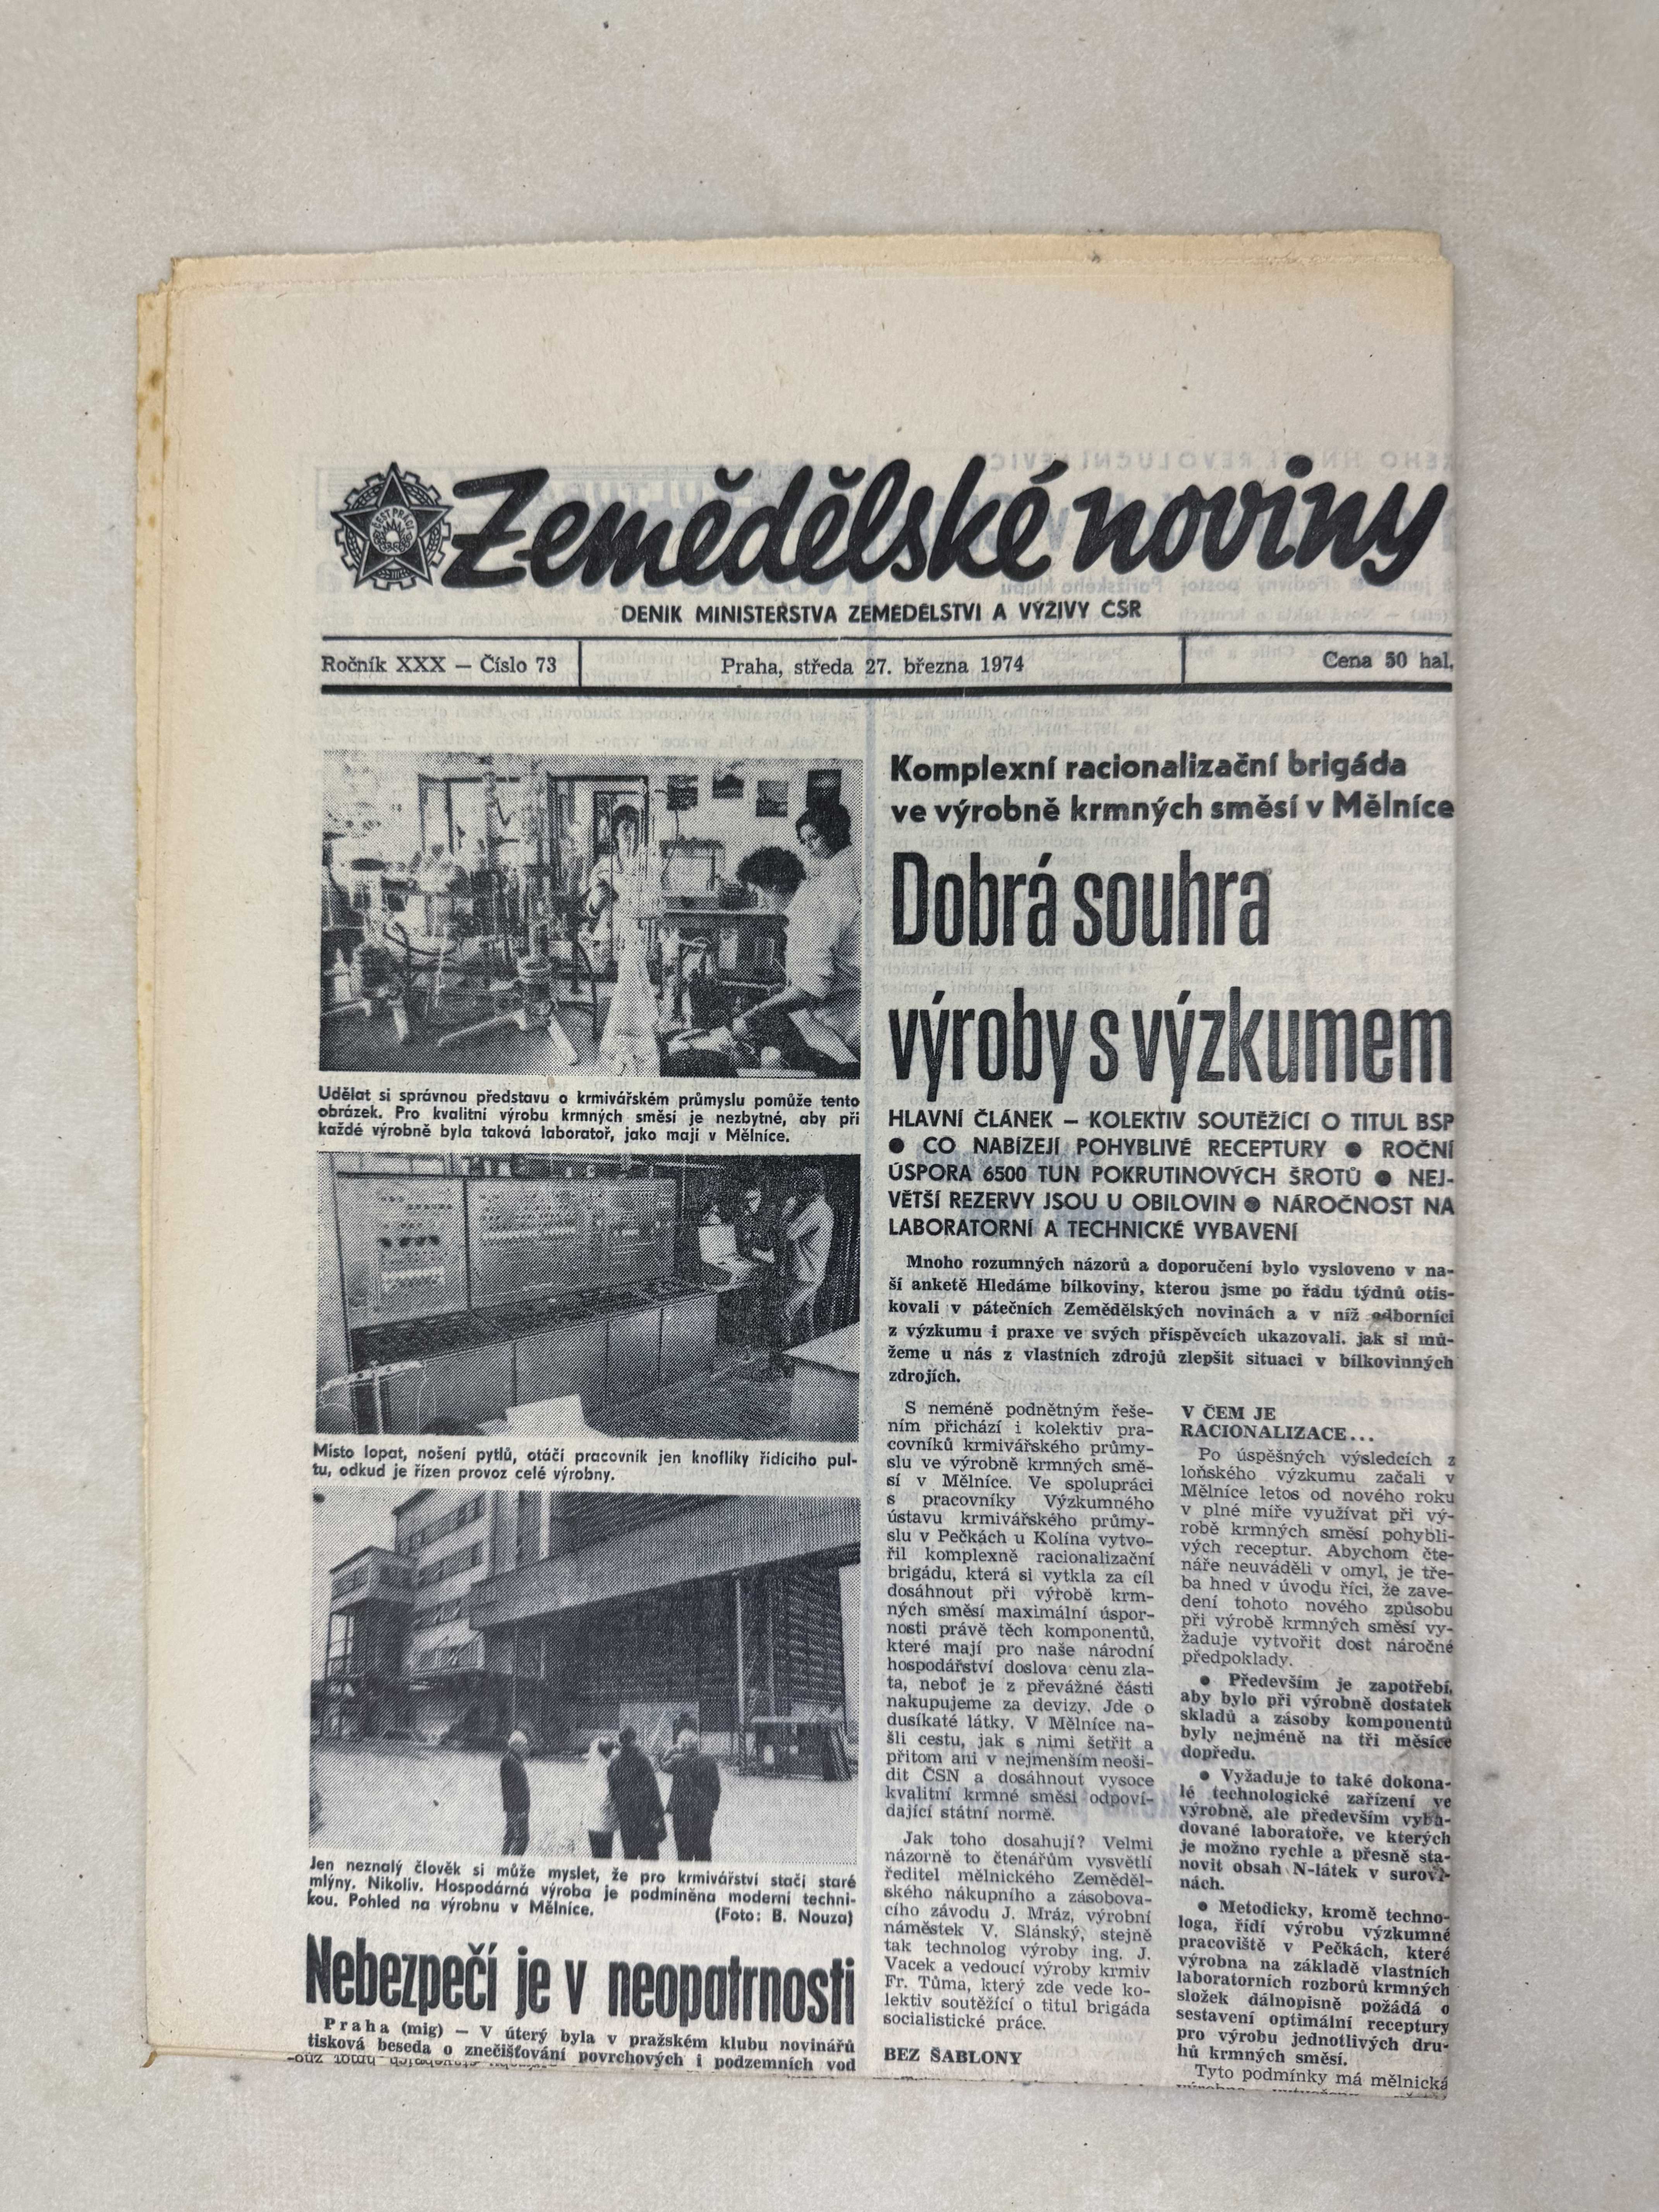 ČEST PRÁCI
Zemědělské noviny
DENÍK MINISTERSTVA ZEMĚDĚLSTVÍ A VÝŽIVY ČSR
Ročník XXX — Číslo 73
Praha, středa 27. března 1974
Cena 50 hal.
Udělat si správnou představu o krmivářském průmyslu pomůže tento
obrázek. Pro kvalitní výrobu krmných směsí je nezbytné, aby při
každé výrobně byla taková laboratoř, jako mají v Mělníce.
Místo lopat, nošení pytlů, otáčí pracovník jen knoflíky řídícího pul-
tu, odkud je řízen provoz celé výrobny.
Jen neznalý člověk si může myslet, že pro krmivářství stačí staré
mlýny. Nikoliv. Hospodárná výroba je podmíněna moderní techni-
kou. Pohled na výrobnu v Mělníce. (Foto: B. Nouza)
Nebezpečí je v neopatrnosti
Praha (mig) — V úterý byla v pražském klubu novinářů
tisková beseda o znečišťování povrchových i podzemních vod
Komplexní racionalizační brigáda
ve výrobně krmných směsí v Mělníce
Dobrá souhra
výroby s výzkumem
HLAVNÍ ČLÁNEK — KOLEKTIV SOUTĚŽÍCÍ O TITUL BSP
● CO NABÍZEJÍ POHYBLIVÉ RECEPTURY ● ROČNÍ
ÚSPORA 6500 TUN POKRUTINOVÝCH ŠROTŮ ● NEJ-
VĚTŠÍ REZERVY JSOU U OBILOVIN ● NÁROČNOST NA
LABORATORNÍ A TECHNICKÉ VYBAVENÍ
Mnoho rozumných názorů a doporučení bylo vysloveno v na-
ší anketě Hledáme bílkoviny, kterou jsme po řadu týdnů otis-
kovali v pátečních Zemědělských novinách a v níž odborníci
z výzkumu i praxe ve svých příspěvcích ukazovali, jak si mů-
žeme u nás z vlastních zdrojů zlepšit situaci v bílkovinných
zdrojích.
S neméně podnětným řeše-
ním přichází i kolektiv pra-
covníků krmivářského průmy-
slu ve výrobně krmných smě-
sí v Mělníce. Ve spolupráci
s pracovníky Výzkumného
ústavu krmivářského průmy-
slu v Pečkách u Kolína vytvo-
řil komplexně racionalizační
brigádu, která si vytkla za cíl
dosáhnout při výrobě krm-
ných směsí maximální úspor-
nosti právě těch komponentů,
které mají pro naše národní
hospodářství doslova cenu zla-
ta, neboť je z převážné části
nakupujeme za devizy. Jde o
dusíkaté látky. V Mělníce na-
šli cestu, jak s nimi šetřit a
přitom ani v nejmenším neoši-
dit ČSN a dosáhnout vysoce
kvalitní krmné směsi odpoví-
dající státní normě.
Jak toho dosahují? Velmi
názorně to čtenářům vysvětlí
ředitel mělnického Zeměděl-
ského nákupního a zásobova-
cího závodu J. Mráz, výrobní
náměstek V. Slánský, stejně
tak technolog výroby ing. J.
Vacek a vedoucí výroby krmiv
Fr. Tůma, který zde vede ko-
lektiv soutěžící o titul brigáda
socialistické práce.
BEZ ŠABLONY
V ČEM JE
RACIONALIZACE...
Po úspěšných výsledcích z
loňského výzkumu začali v
Mělníce letos od nového roku
v plné míře využívat při vý-
robě krmných směsí pohybli-
vých receptur. Abychom čte-
náře neuváděli v omyl, je tře-
ba hned v úvodu říci, že zave-
dení tohoto nového způsobu
při výrobě krmných směsí vy-
žaduje vytvořit dost náročné
předpoklady.
● Především je zapotřebí,
aby bylo při výrobně dostatek
skladů a zásoby komponentů
byly nejméně na tři měsíce
dopředu.
● Vyžaduje to také dokona-
lé technologické zařízení ve
výrobně, ale především vybu-
dované laboratoře, ve kterých
je možno rychle a přesně sta-
novit obsah N-látek v surovi-
nách.
● Metodicky, kromě techno-
loga, řídí výrobu výzkumné
pracoviště v Pečkách, které
výrobna na základě vlastních
laboratorních rozborů krmných
složek dálnopisně požádá o
sestavení optimální receptury
pro výrobu jednotlivých dru-
hů krmných směsí.
Tyto podmínky má mělnická